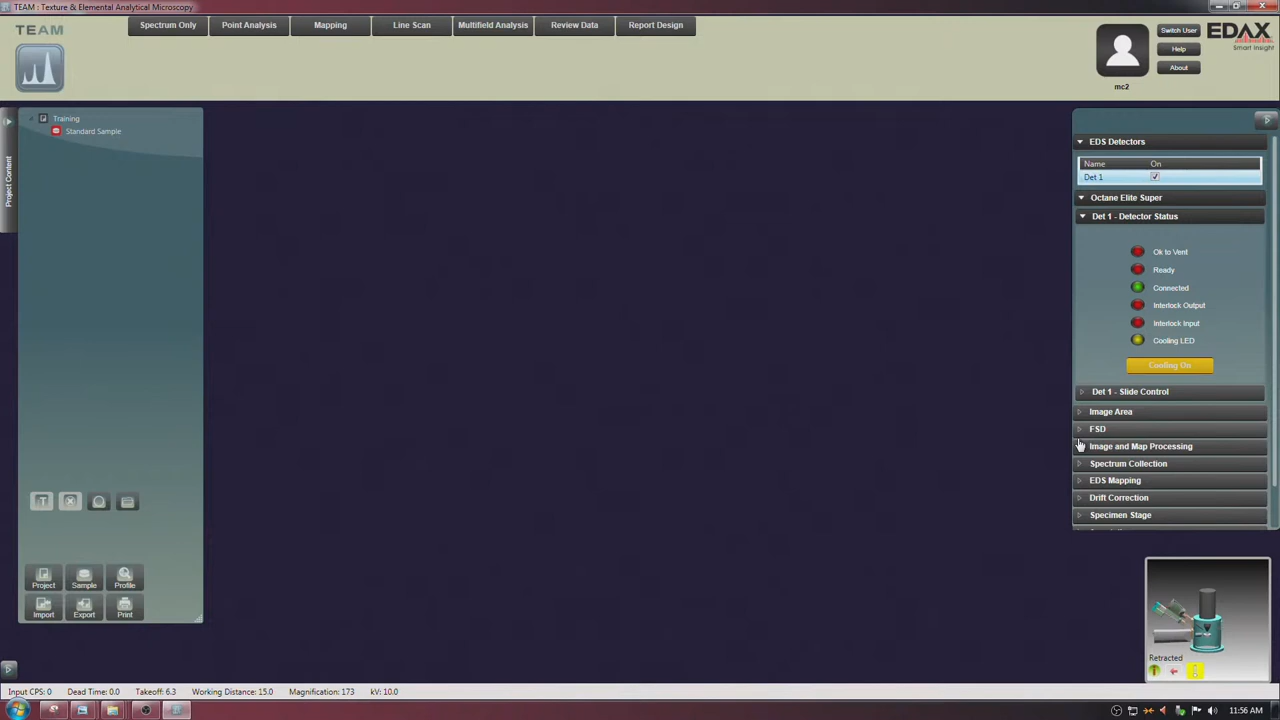 TEAM : Texture & Elemental Analytical Microscopy
TEAM
Spectrum Only
Point Analysis
Mapping
Line Scan
Multifield Analysis
Review Data
Report Design
mc2
Switch User
Help
About
EDAX
Smart Insight
Project Content
Training
Standard Sample
T
Project
Sample
Profile
Import
Export
Print
EDS Detectors
Name On
Det 1
Octane Elite Super
Det 1 - Detector Status
Ok to Vent
Ready
Connected
Interlock Output
Interlock Input
Cooling LED
Cooling On
Det 1 - Slide Control
Image Area
FSD
Image and Map Processing
Spectrum Collection
EDS Mapping
Drift Correction
Specimen Stage
Retracted
Input CPS: 0 Dead Time: 0.0 Takeoff: 6.3 Working Distance: 15.0 Magnification: 173 kV: 10.0
11:56 AM